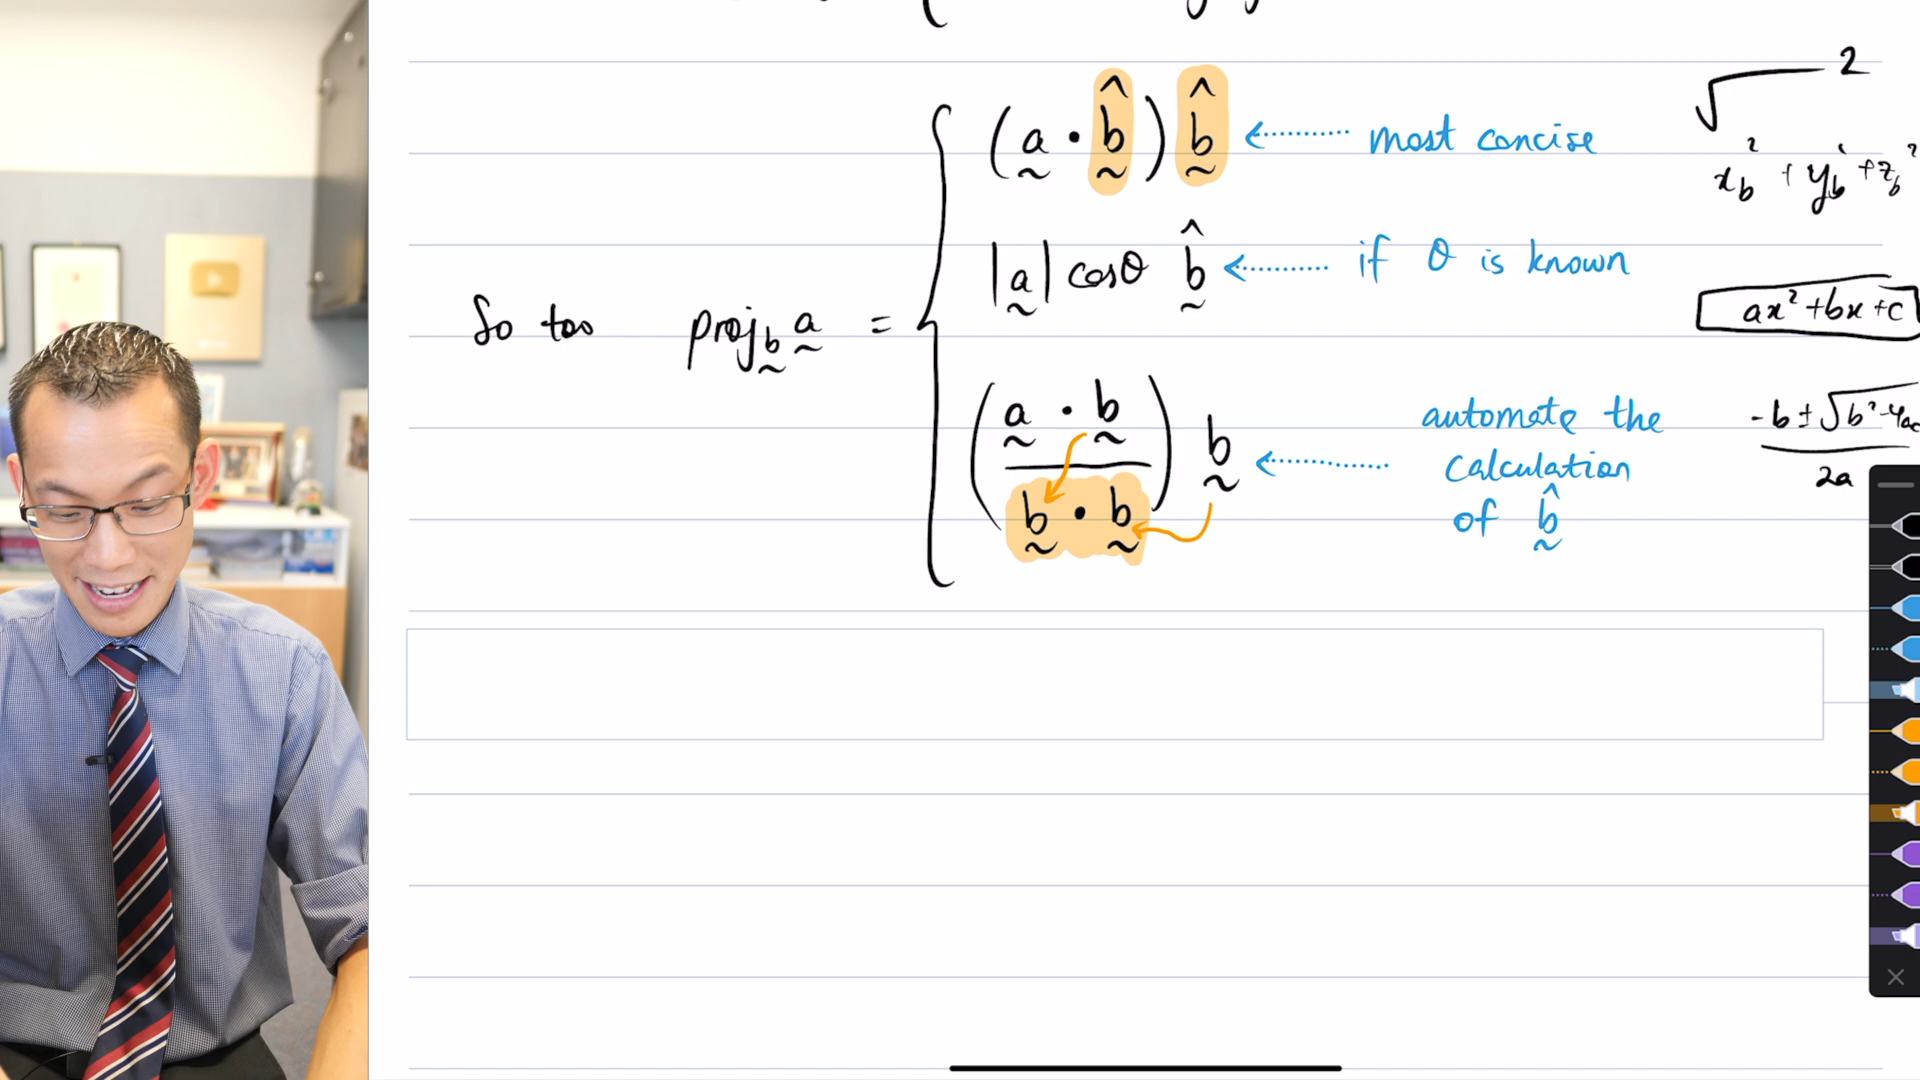 (a · b̂) b̂ ← most concise
|a| cosθ b̂ ← if θ is known
So too proj_b a = {
(a · b / b · b) b ← automate the
calculation
of b̂
√ 2
x_b² + y_b² + z_b²
ax² + bx + c
-b ± √b² - 4ac
2a